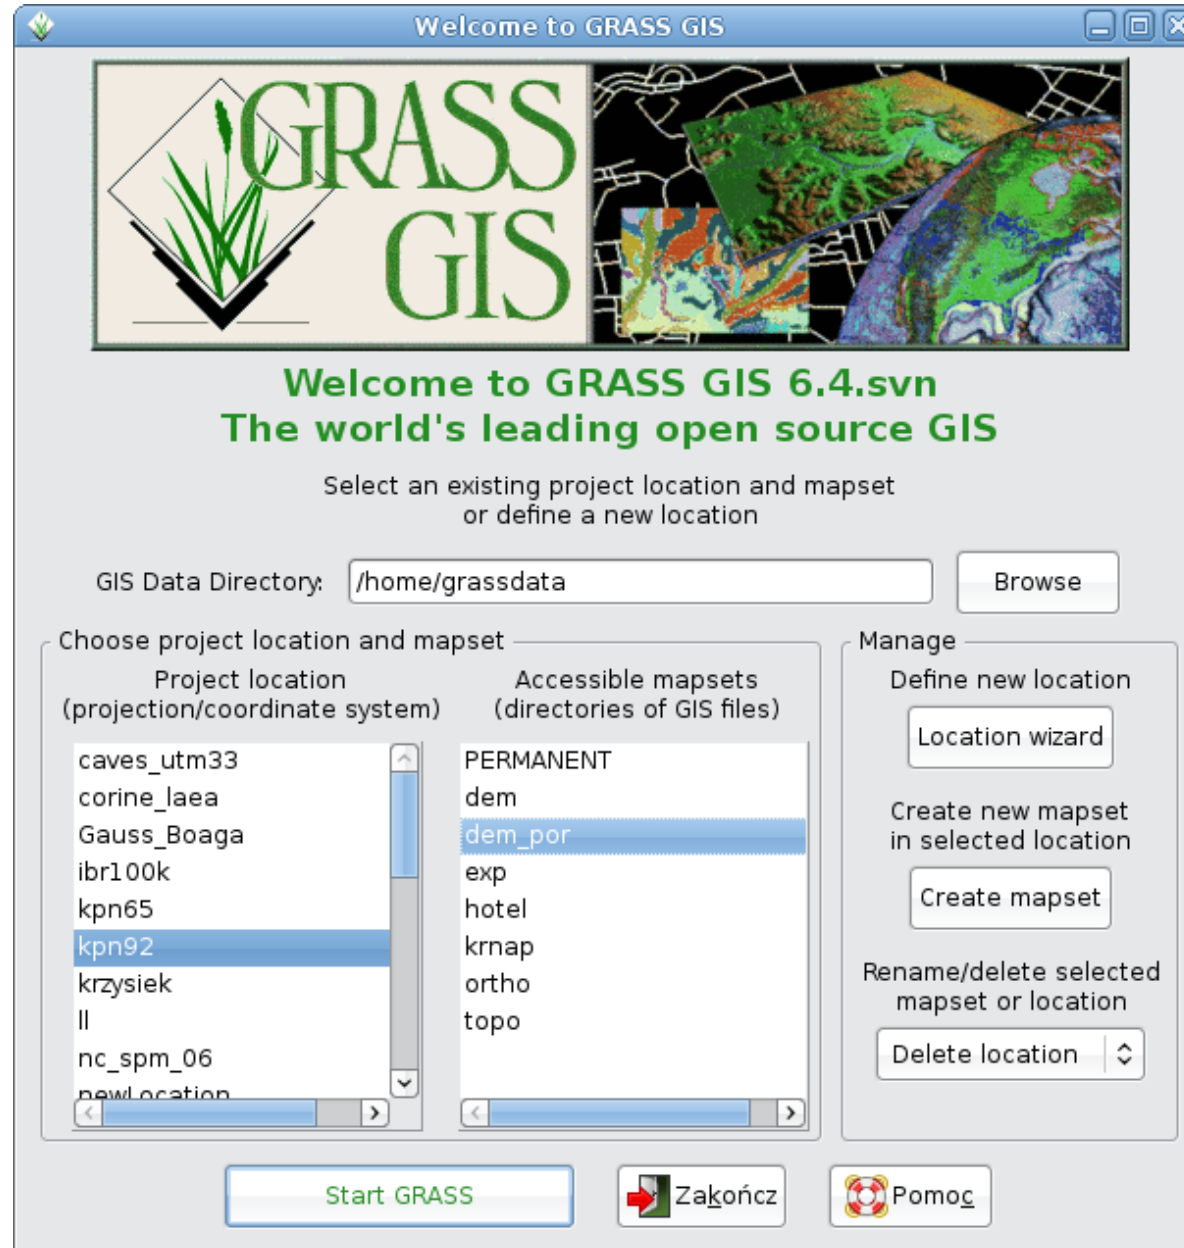 Welcome to GRASS GIS
GRASS
GIS
Welcome to GRASS GIS 6.4.svn
The world's leading open source GIS
Select an existing project location and mapset
or define a new location
GIS Data Directory: /home/grassdata Browse
Choose project location and mapset
Project location
(projection/coordinate system)
caves_utm33
corine_laea
Gauss_Boaga
ibr100k
kpn65
kpn92
krzysiek
ll
nc_spm_06
newLocation
Accessible mapsets
(directories of GIS files)
PERMANENT
dem
dem_por
exp
hotel
krnap
ortho
topo
Manage
Define new location
Location wizard
Create new mapset
in selected location
Create mapset
Rename/delete selected
mapset or location
Delete location
Start GRASS Zakończ Pomoc